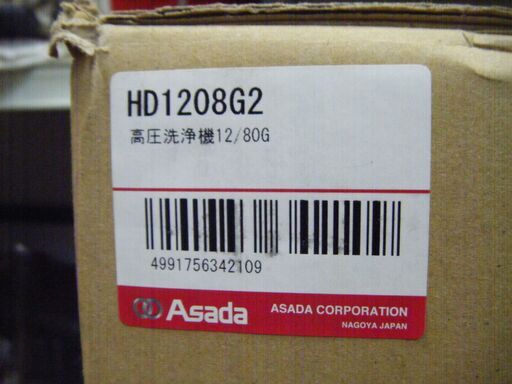 HD1208G2
高圧洗浄機12/80G
4991756342109
Asada
ASADA CORPORATION
NAGOYA JAPAN